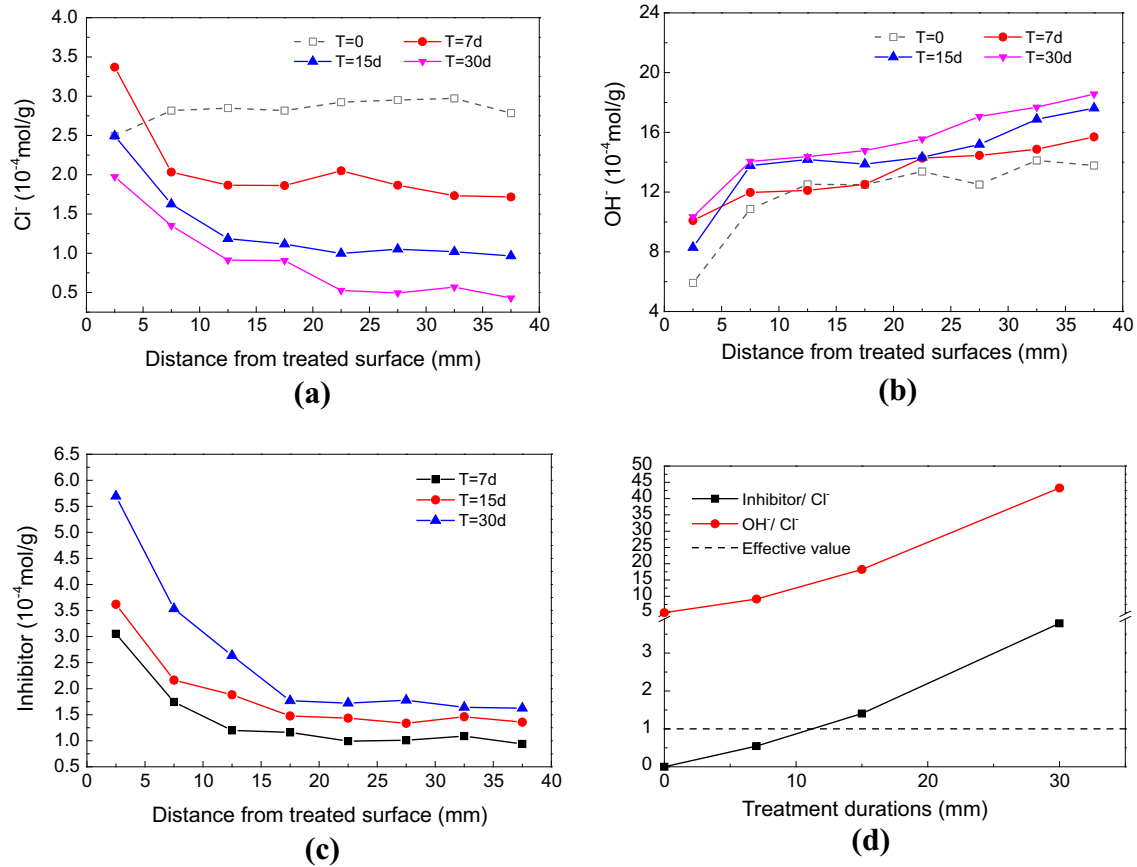 4.0
3.5
3.0
2.5
2.0
1.5
1.0
0.5
Cl⁻ (10⁻⁴mol/g)
T=0 T=7d
T=15d T=30d
0 5 10 15 20 25 30 35 40
Distance from treated surface (mm)
(a)
24
20
16
12
8
4
OH⁻ (10⁻⁴mol/g)
T=0 T=7d
T=15d T=30d
0 5 10 15 20 25 30 35 40
Distance from treated surfaces (mm)
(b)
6.5
6.0
5.5
5.0
4.5
4.0
3.5
3.0
2.5
2.0
1.5
1.0
0.5
Inhibitor (10⁻⁴mol/g)
T=7d
T=15d
T=30d
0 5 10 15 20 25 30 35 40
Distance from treated surface (mm)
(c)
50
45
40
35
30
25
20
15
10
5
3
2
1
0
Inhibitor/ Cl⁻
OH⁻/ Cl⁻
Effective value
0 10 20 30
Treatment durations (mm)
(d)